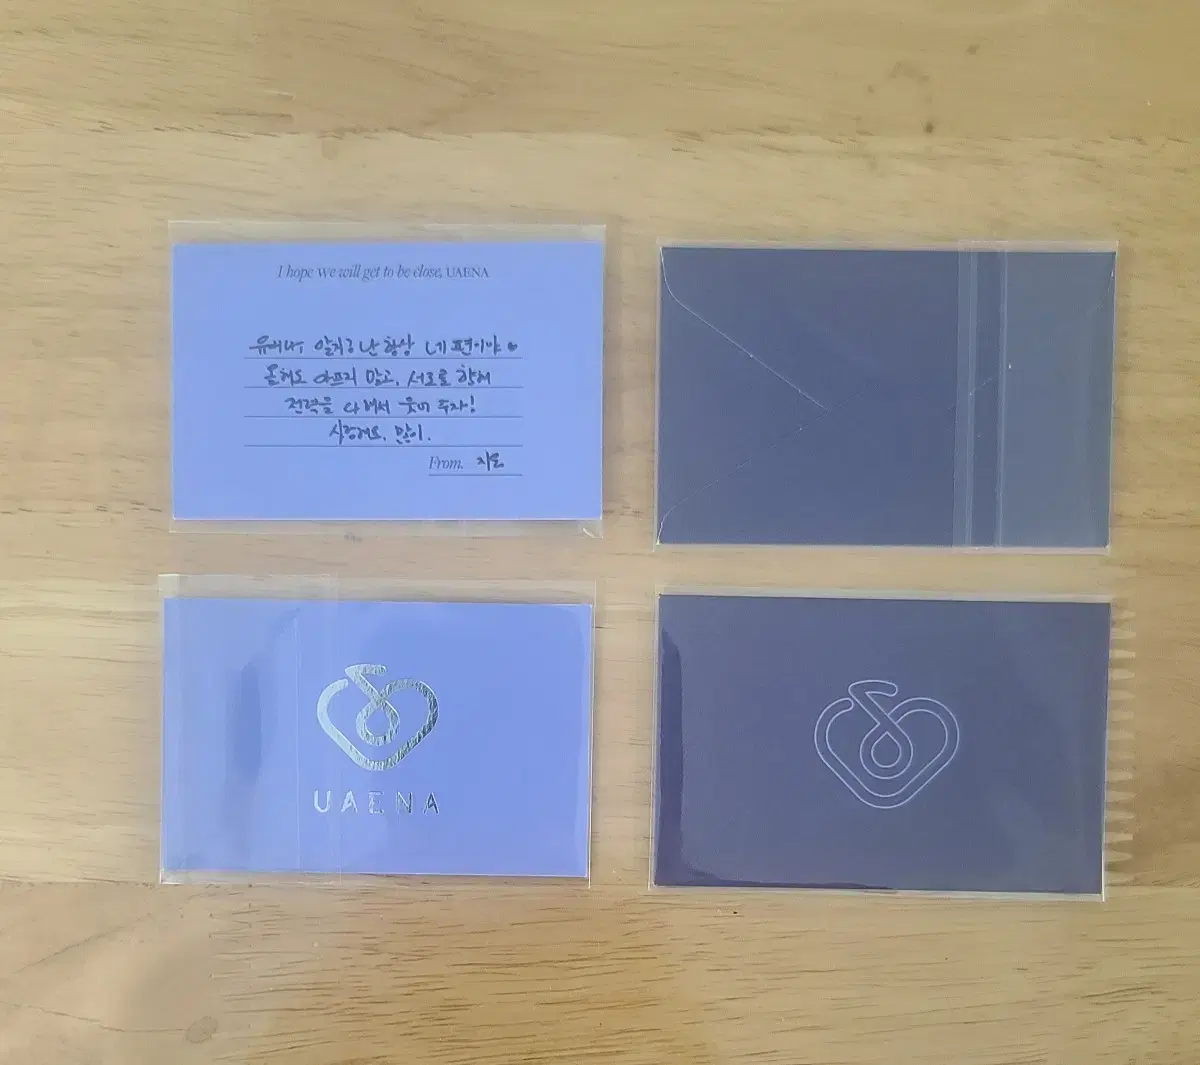 I hope we will get to be close, UAENA
유애나, 알지? 난 항상 네 편이야 ♥
올해도 아프지 말고, 서로를 향해
전력을 다해서 웃어 주자!
사랑해요. 많이.
From. 지은
UAENA